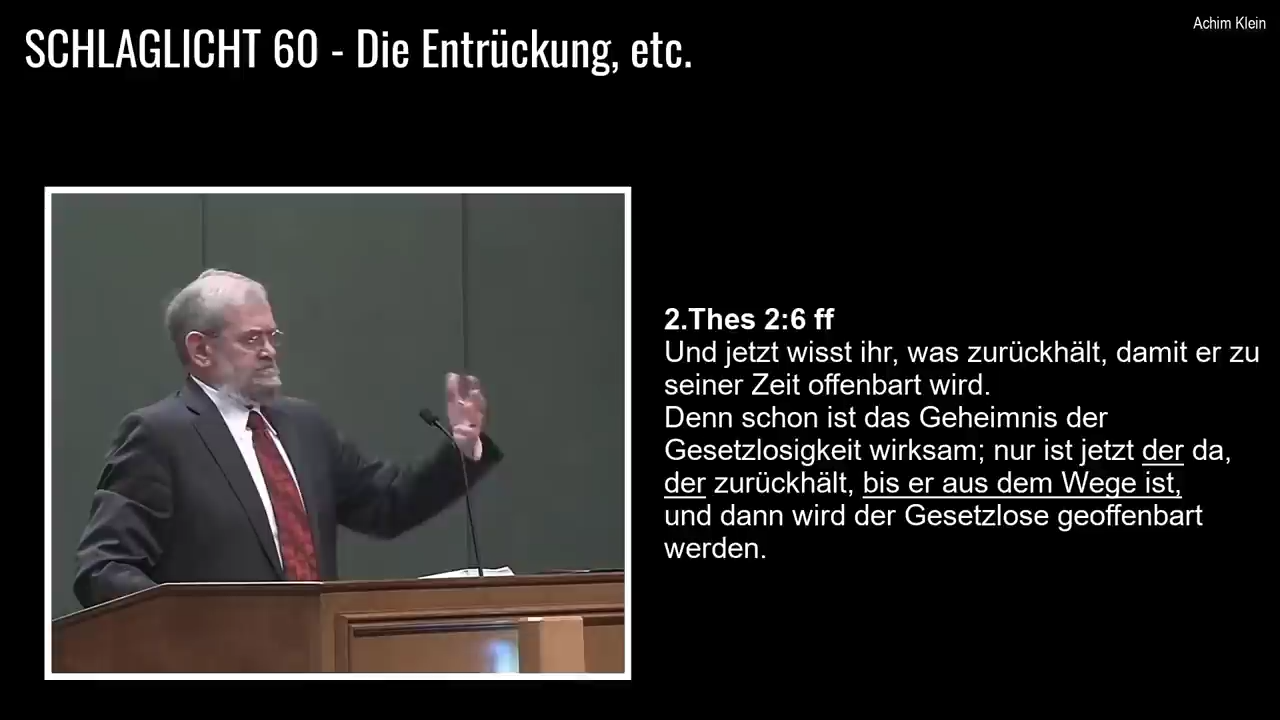 SCHLAGLICHT 60 - Die Entrückung, etc.
Achim Klein
2.Thes 2:6 ff
Und jetzt wisst ihr, was zurückhält, damit er zu
seiner Zeit offenbart wird.
Denn schon ist das Geheimnis der
Gesetzlosigkeit wirksam; nur ist jetzt der da,
der zurückhält, bis er aus dem Wege ist,
und dann wird der Gesetzlose geoffenbart
werden.